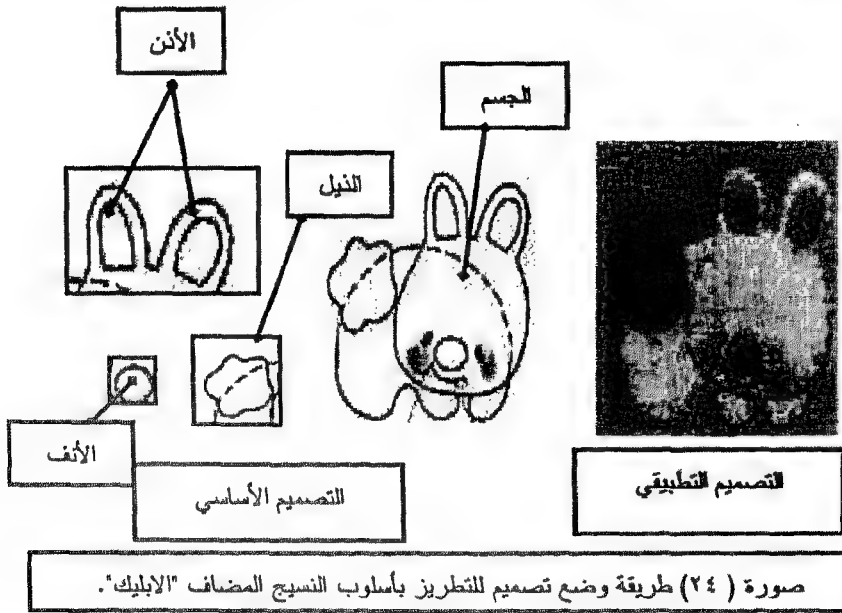 الأذن
الجسم
الذيل
الأنف
التصميم الأساسي
التصميم التطبيقي
صورة ( ٢٤) طريقة وضع تصميم للتطريز بأسلوب النسيج المضاف "الابليك".